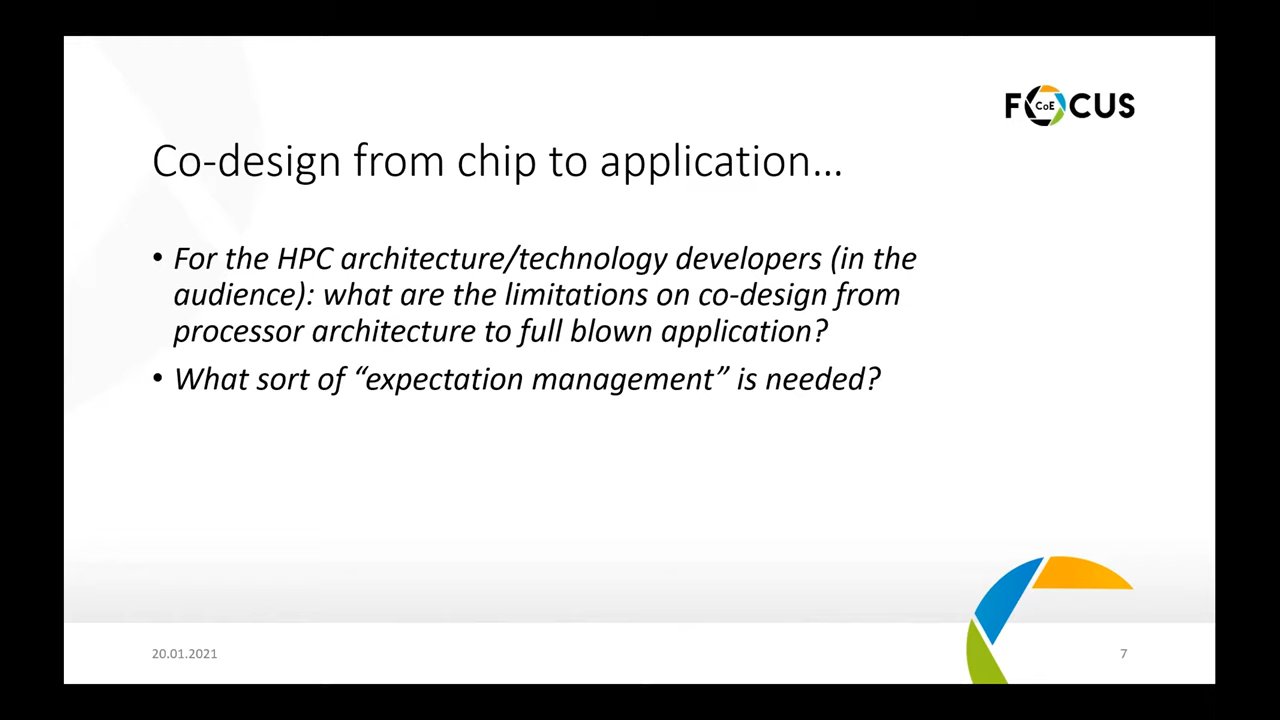 FOCUS
CoE
Co-design from chip to application…
• For the HPC architecture/technology developers (in the
audience): what are the limitations on co-design from
processor architecture to full blown application?
• What sort of “expectation management” is needed?
20.01.2021
7